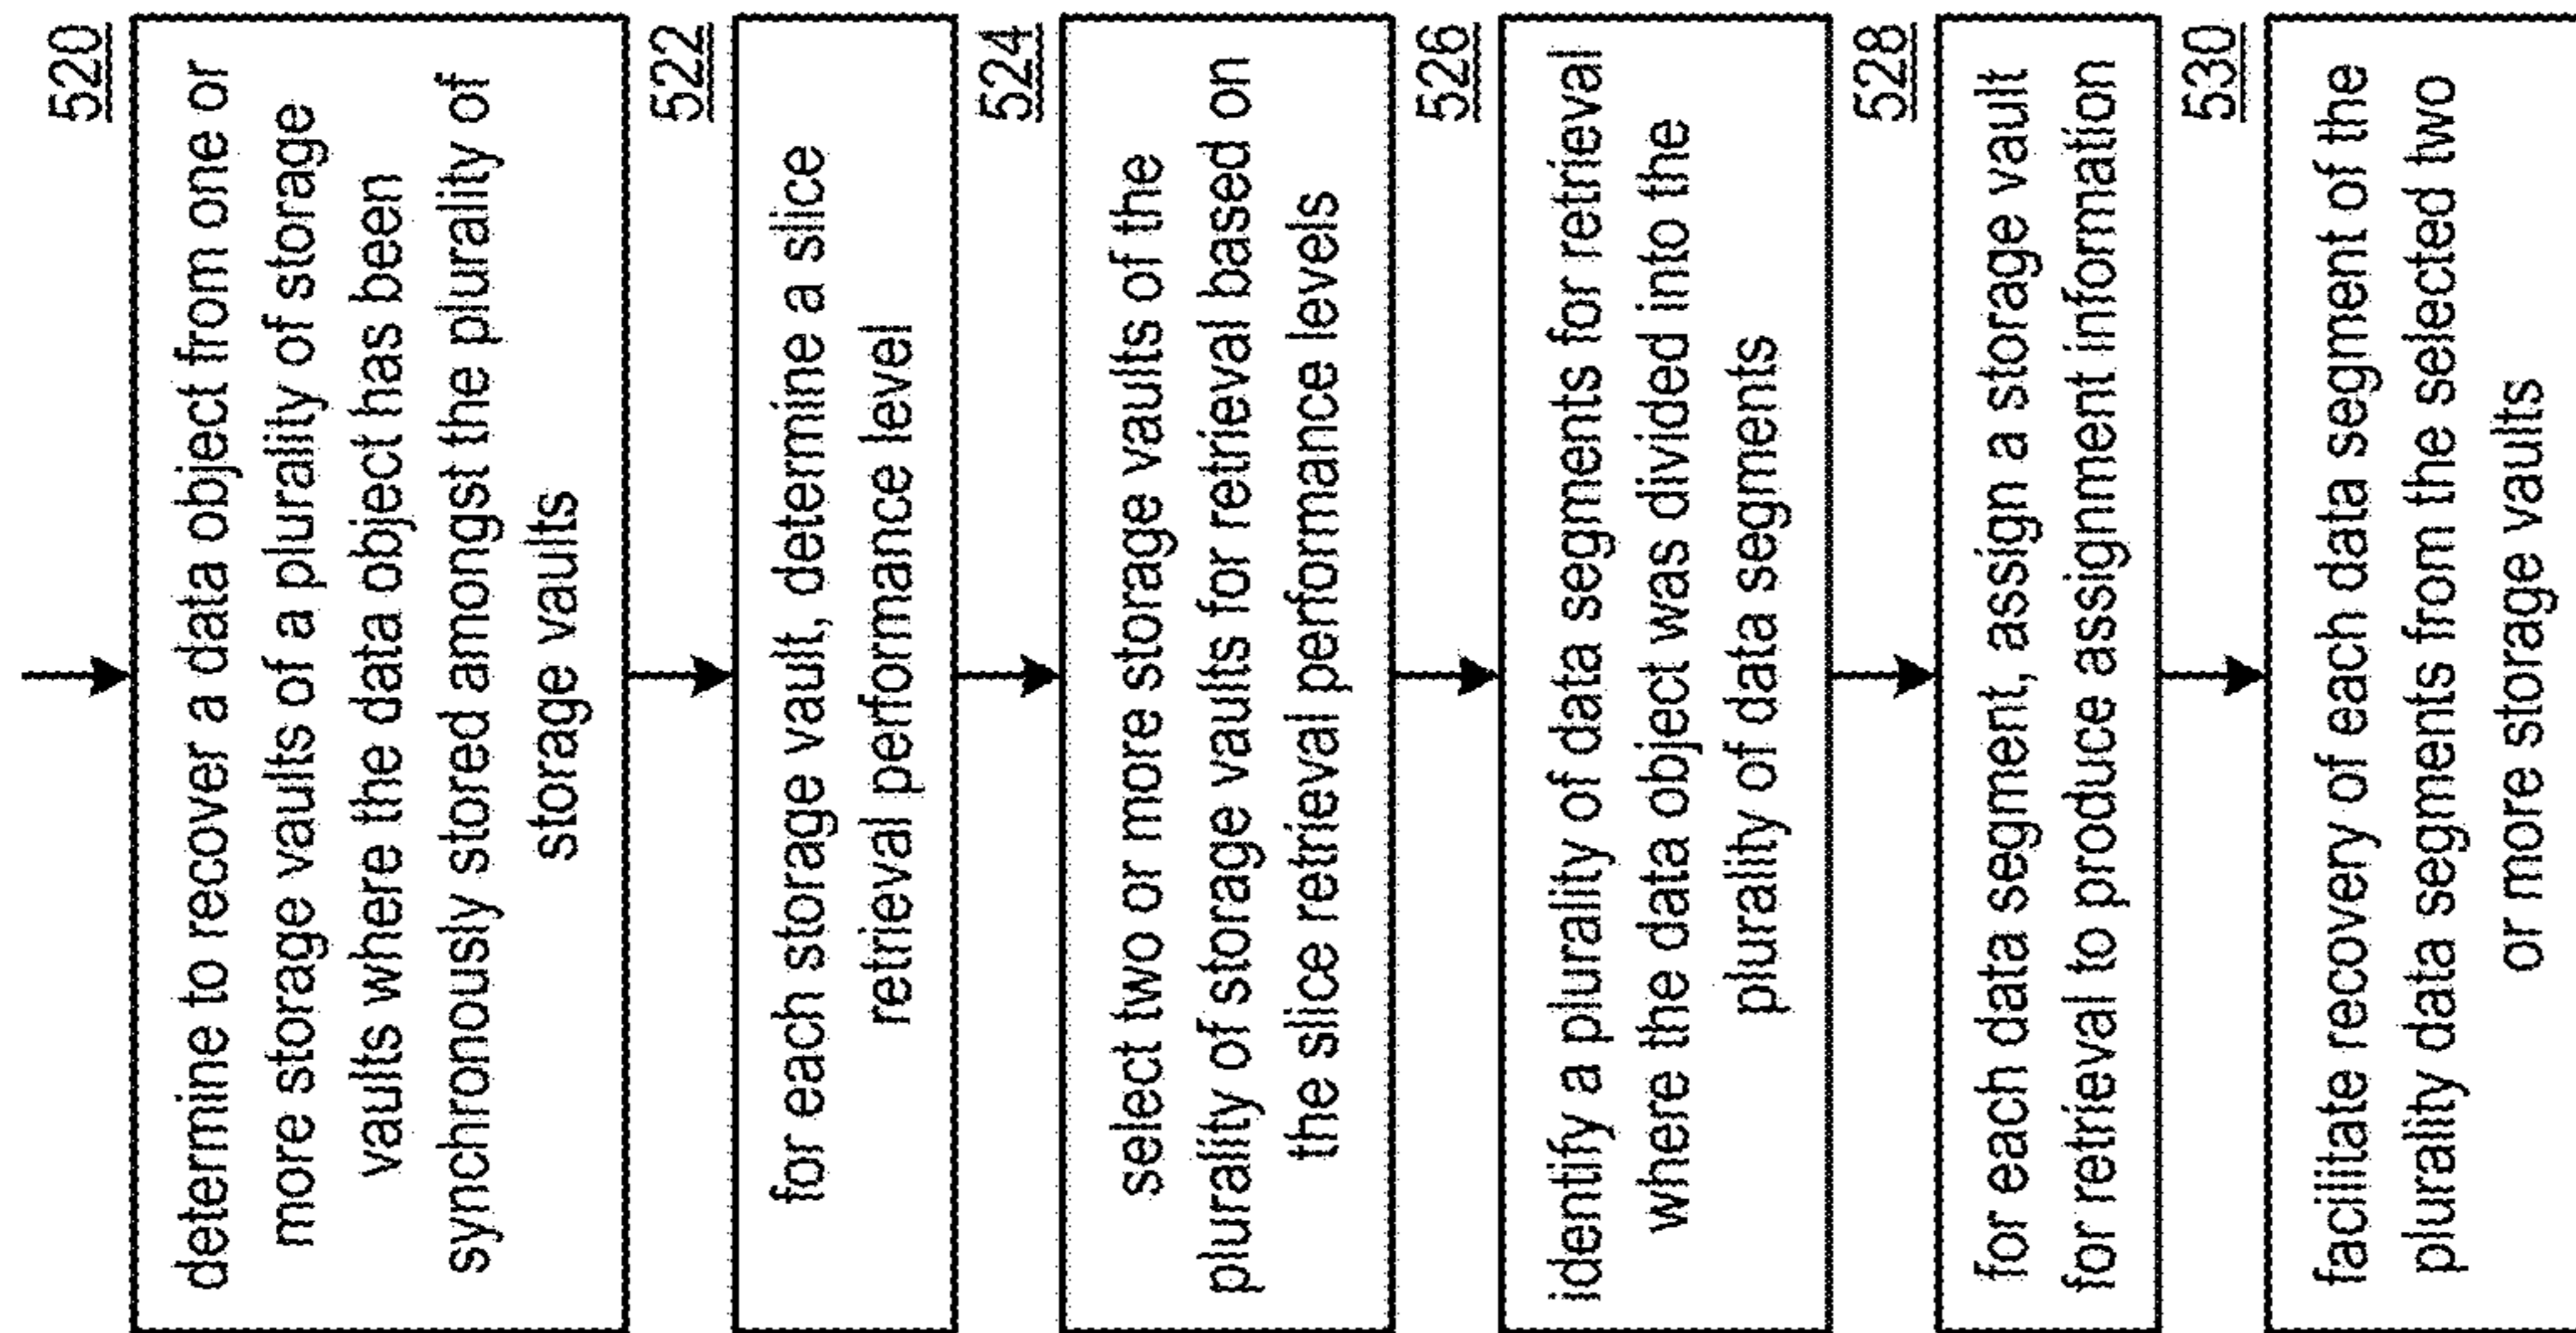 520
determine to recover a data object from one or
more storage vaults of a plurality of storage
vaults where the data object has been
synchronously stored amongst the plurality of
storage vaults
522
for each storage vault, determine a slice
retrieval performance level
524
select two or more storage vaults of the
plurality of storage vaults for retrieval based on
the slice retrieval performance levels
526
identify a plurality of data segments for retrieval
where the data object was divided into the
plurality of data segments
528
for each data segment, assign a storage vault
for retrieval to produce assignment information
530
facilitate recovery of each data segment of the
plurality data segments from the selected two
or more storage vaults